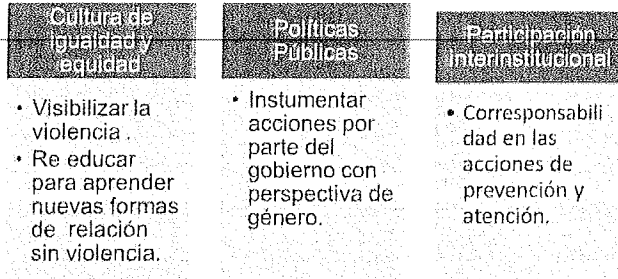 Cultura de
igualdad y
equidad
• Visibilizar la
violencia .
• Re educar
para aprender
nuevas formas
de relación
sin violencia.
Políticas
Públicas
• Instumentar
acciones por
parte del
gobierno con
perspectiva de
género.
Participación
interinstitucional
• Corresponsabili
dad en las
acciones de
prevención y
atención.